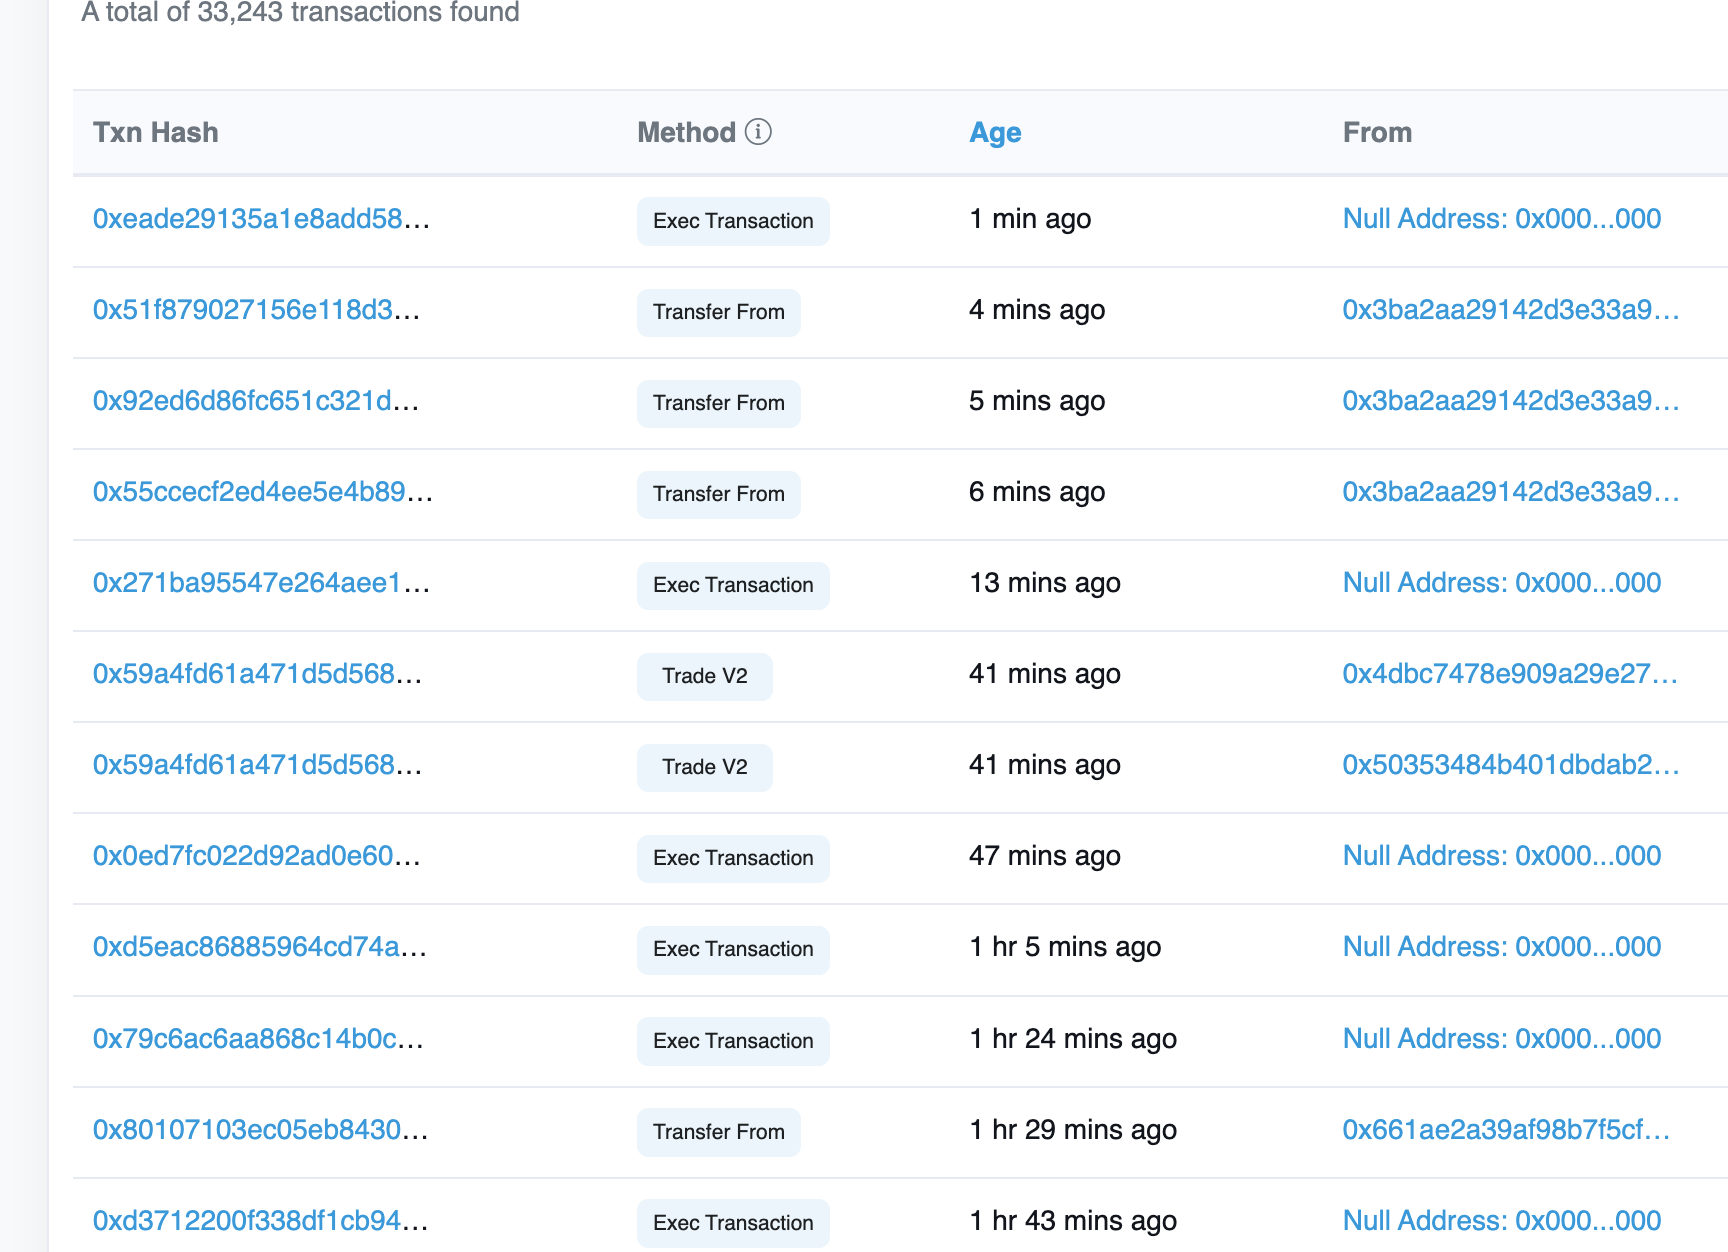 A total of 33,243 transactions found
Txn Hash Method Age From
0xeade29135a1e8add58... Exec Transaction 1 min ago Null Address: 0x000...000
0x51f879027156e118d3... Transfer From 4 mins ago 0x3ba2aa29142d3e33a9...
0x92ed6d86fc651c321d... Transfer From 5 mins ago 0x3ba2aa29142d3e33a9...
0x55ccecf2ed4ee5e4b89... Transfer From 6 mins ago 0x3ba2aa29142d3e33a9...
0x271ba95547e264aee1... Exec Transaction 13 mins ago Null Address: 0x000...000
0x59a4fd61a471d5d568... Trade V2 41 mins ago 0x4dbc7478e909a29e27...
0x59a4fd61a471d5d568... Trade V2 41 mins ago 0x50353484b401dbdab2...
0x0ed7fc022d92ad0e60... Exec Transaction 47 mins ago Null Address: 0x000...000
0xd5eac86885964cd74a... Exec Transaction 1 hr 5 mins ago Null Address: 0x000...000
0x79c6ac6aa868c14b0c... Exec Transaction 1 hr 24 mins ago Null Address: 0x000...000
0x80107103ec05eb8430... Transfer From 1 hr 29 mins ago 0x661ae2a39af98b7f5cf...
0xd3712200f338df1cb94... Exec Transaction 1 hr 43 mins ago Null Address: 0x000...000